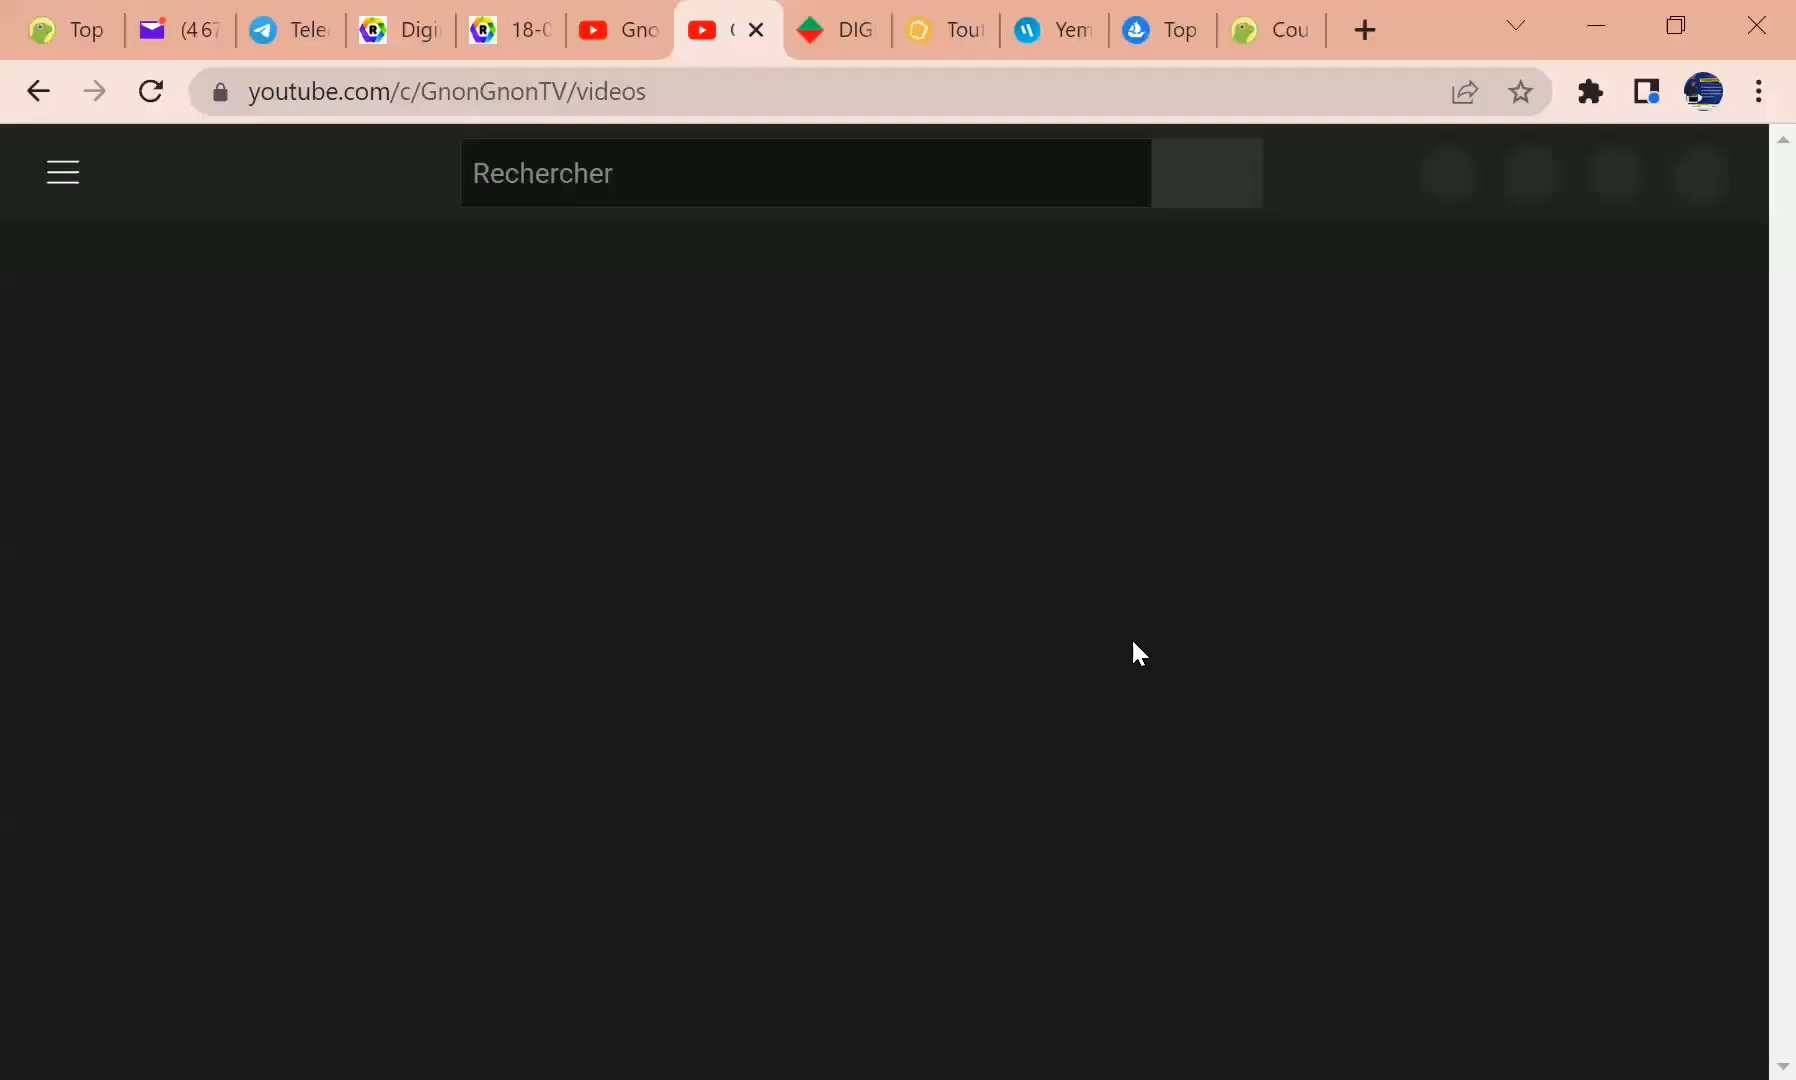 Top (467 Tele Digi 18-0 Gno DIG Tout Yem Top Cou
youtube.com/c/GnonGnonTV/videos
Rechercher